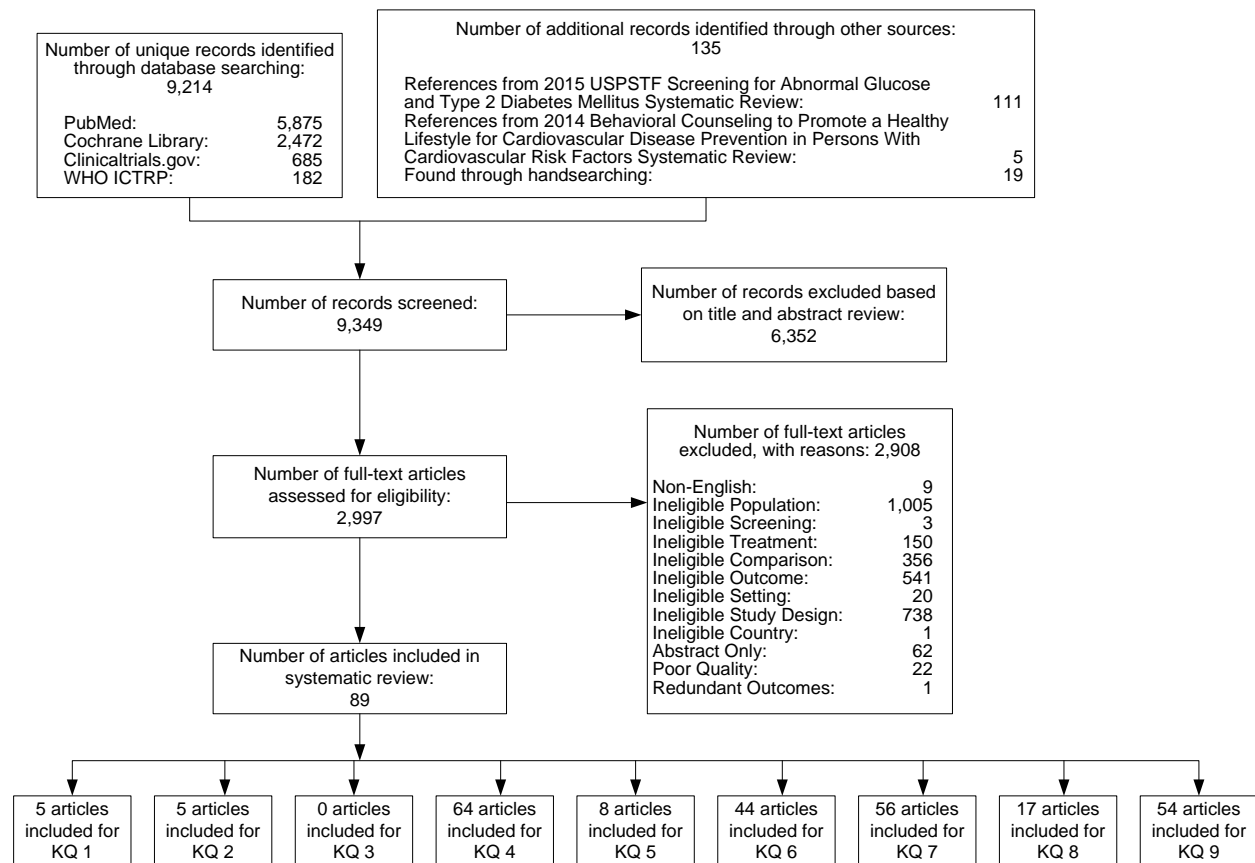 Number of unique records identified
through database searching:
9,214
PubMed: 5,875
Cochrane Library: 2,472
Clinicaltrials.gov: 685
WHO ICTRP: 182
Number of additional records identified through other sources:
135
References from 2015 USPSTF Screening for Abnormal Glucose
and Type 2 Diabetes Mellitus Systematic Review: 111
References from 2014 Behavioral Counseling to Promote a Healthy
Lifestyle for Cardiovascular Disease Prevention in Persons With
Cardiovascular Risk Factors Systematic Review: 5
Found through handsearching: 19
Number of records screened:
9,349
Number of records excluded based
on title and abstract review:
6,352
Number of full-text articles
assessed for eligibility:
2,997
Number of full-text articles
excluded, with reasons: 2,908
Non-English: 9
Ineligible Population: 1,005
Ineligible Screening: 3
Ineligible Treatment: 150
Ineligible Comparison: 356
Ineligible Outcome: 541
Ineligible Setting: 20
Ineligible Study Design: 738
Ineligible Country: 1
Abstract Only: 62
Poor Quality: 22
Redundant Outcomes: 1
Number of articles included in
systematic review:
89
5 articles
included for
KQ 1
5 articles
included for
KQ 2
0 articles
included for
KQ 3
64 articles
included for
KQ 4
8 articles
included for
KQ 5
44 articles
included for
KQ 6
56 articles
included for
KQ 7
17 articles
included for
KQ 8
54 articles
included for
KQ 9